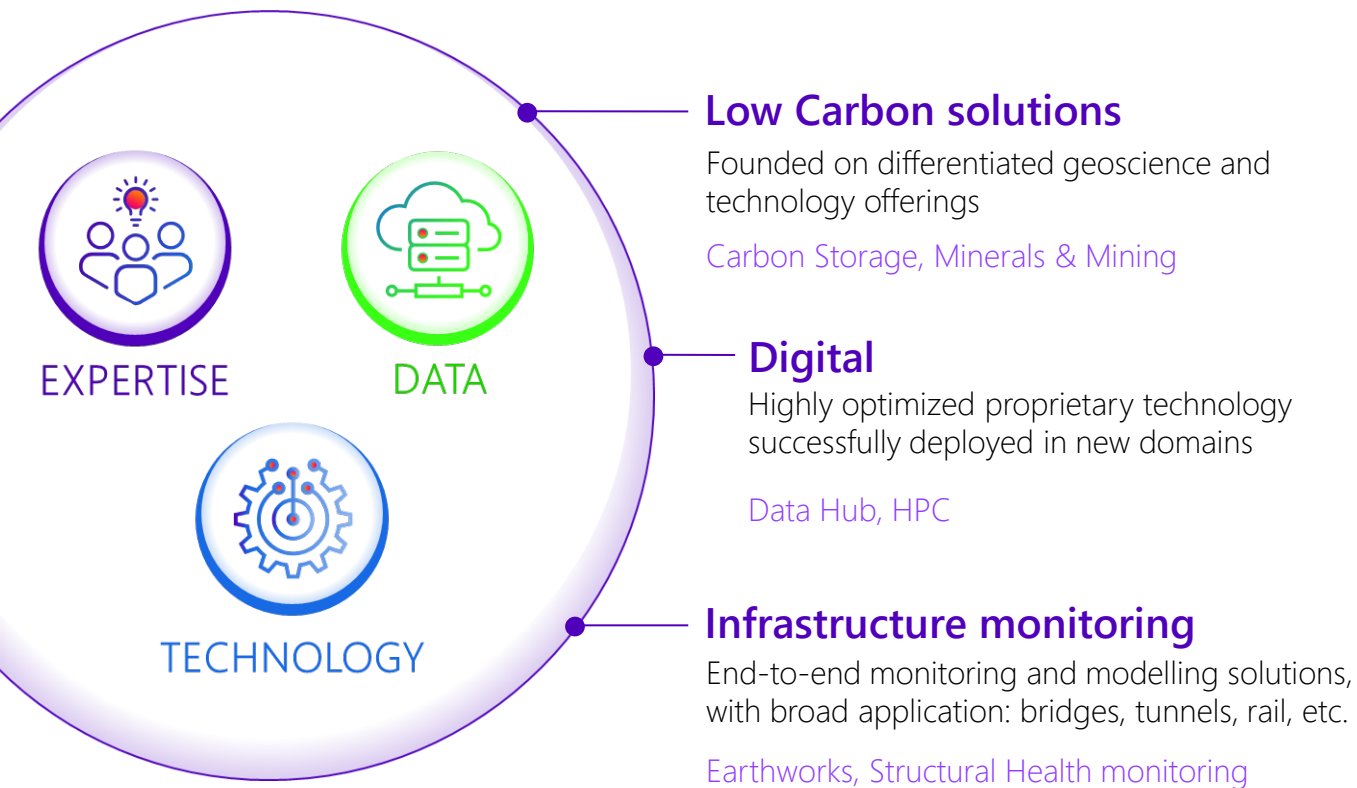 EXPERTISE
DATA
TECHNOLOGY
Low Carbon solutions
Founded on differentiated geoscience and
technology offerings
Carbon Storage, Minerals & Mining
Digital
Highly optimized proprietary technology
successfully deployed in new domains
Data Hub, HPC
Infrastructure monitoring
End-to-end monitoring and modelling solutions,
with broad application: bridges, tunnels, rail, etc.
Earthworks, Structural Health monitoring